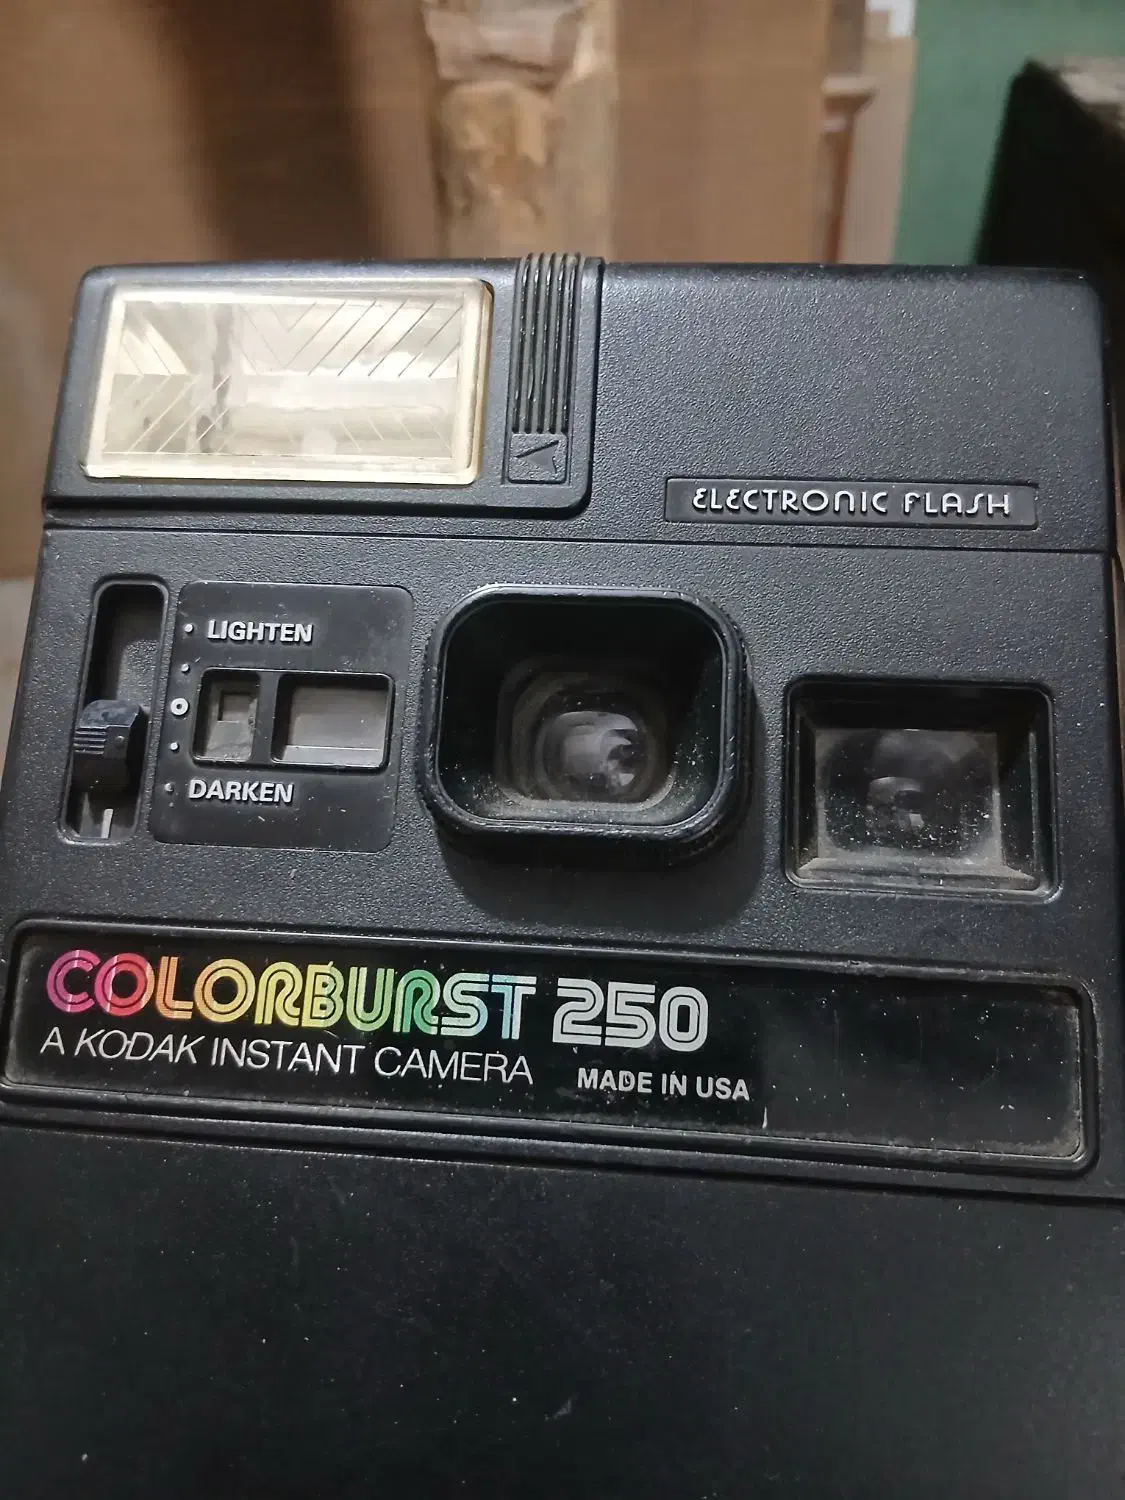 ELECTRONIC FLASH
LIGHTEN
DARKEN
COLORBURST 250
A KODAK INSTANT CAMERA
MADE IN USA